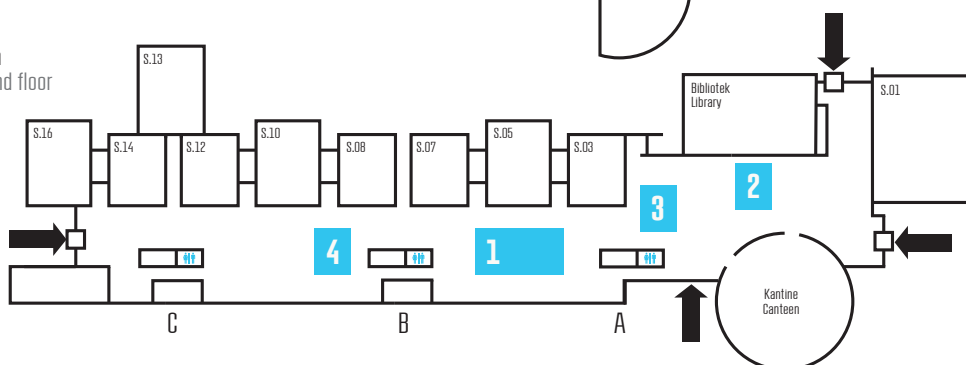 nd floor
S.13
Bibliotek
Library
S.01
S.16
S.14
S.12
S.10
S.08
S.07
S.05
S.03
2
3
4
1
Kantine
Canteen
C
B
A